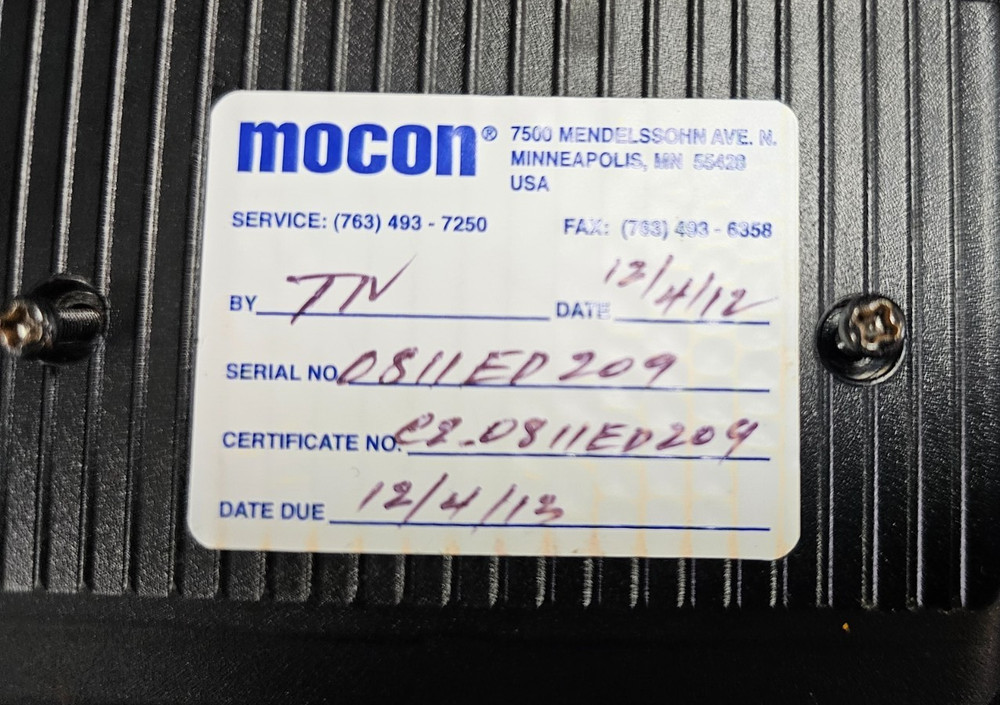 mocon® 7500 MENDELSSOHN AVE. N.
MINNEAPOLIS, MN 55428
USA
SERVICE: (763) 493 - 7250 FAX: (763) 493 - 6358
BY TN DATE 12/4/12
SERIAL NO. 0811ED209
CERTIFICATE NO. C2-0811ED209
DATE DUE 12/4/13